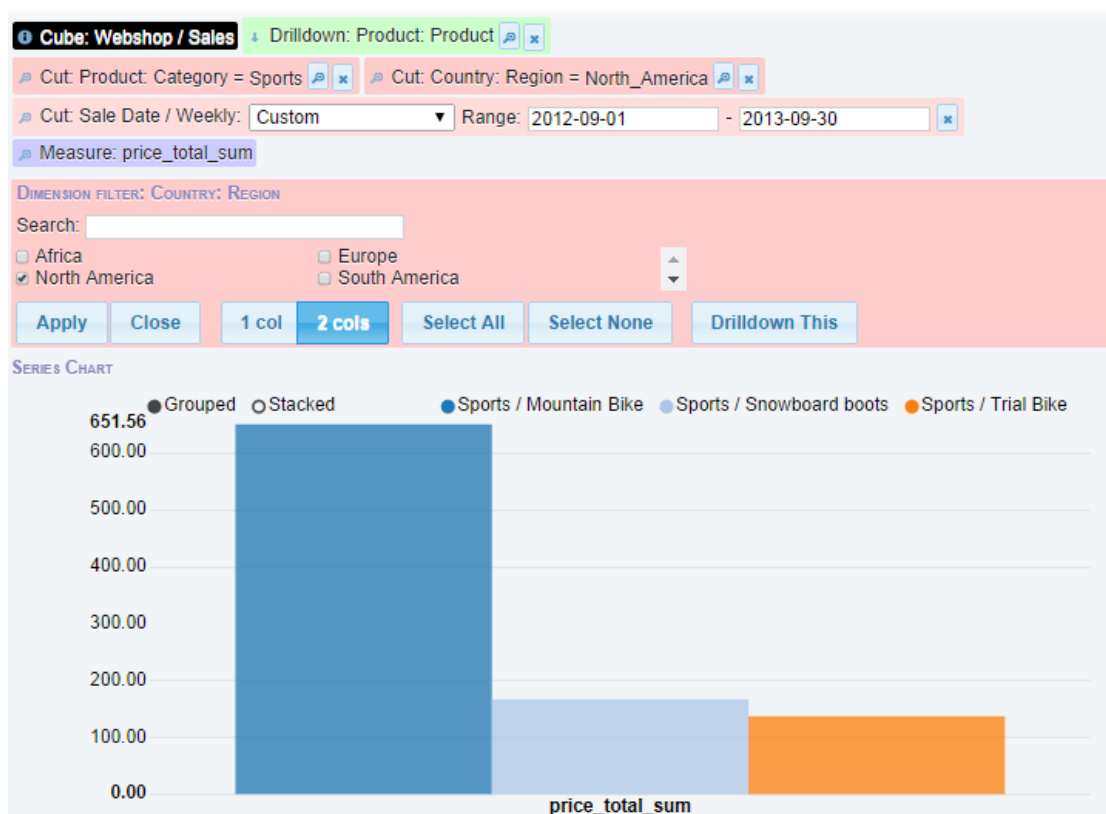 Cube: Webshop / Sales Drilldown: Product: Product
Cut: Product: Category = Sports Cut: Country: Region = North_America
Cut: Sale Date / Weekly: Custom Range: 2012-09-01 - 2013-09-30
Measure: price_total_sum
Dimension filter: Country: Region
Search:
Africa Europe
North America South America
Apply Close 1 col 2 cols Select All Select None Drilldown This
Series Chart
Grouped Stacked Sports / Mountain Bike Sports / Snowboard boots Sports / Trial Bike
651.56
600.00
500.00
400.00
300.00
200.00
100.00
0.00
price_total_sum